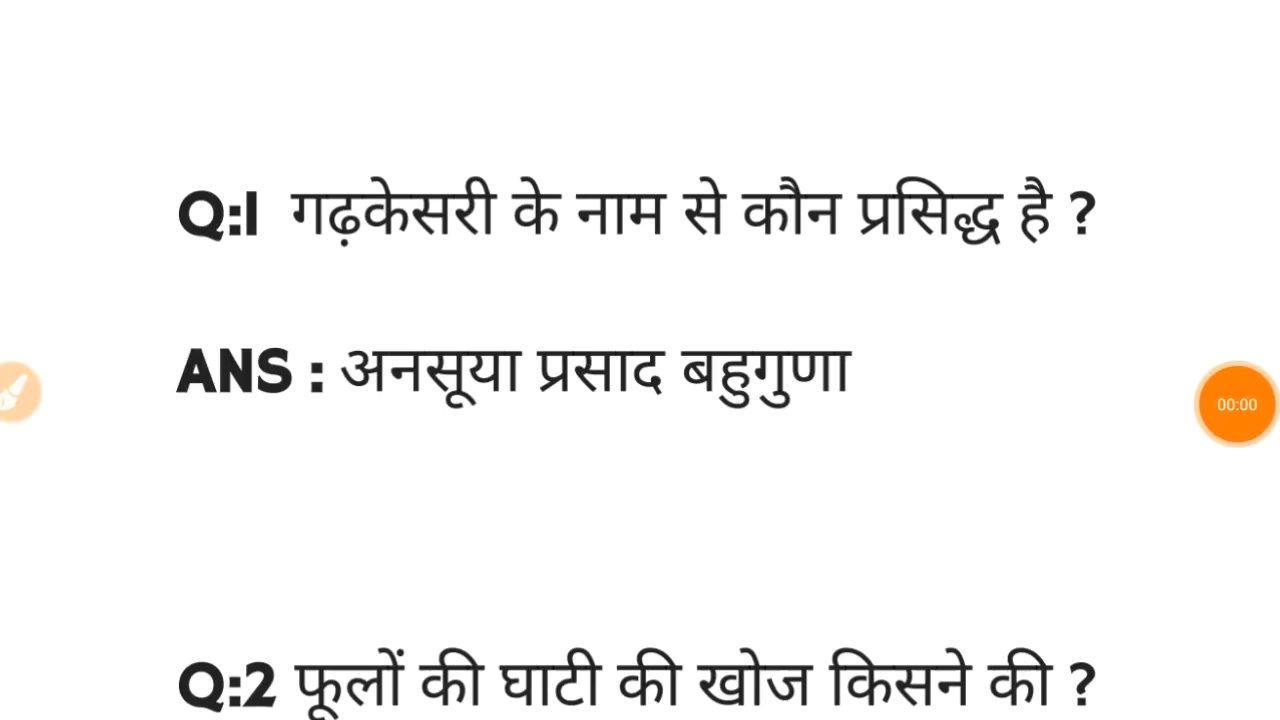 Q:1 गढ़केसरी के नाम से कौन प्रसिद्ध है ?
ANS : अनसूया प्रसाद बहुगुणा
00:00
Q:2 फूलों की घाटी की खोज किसने की ?